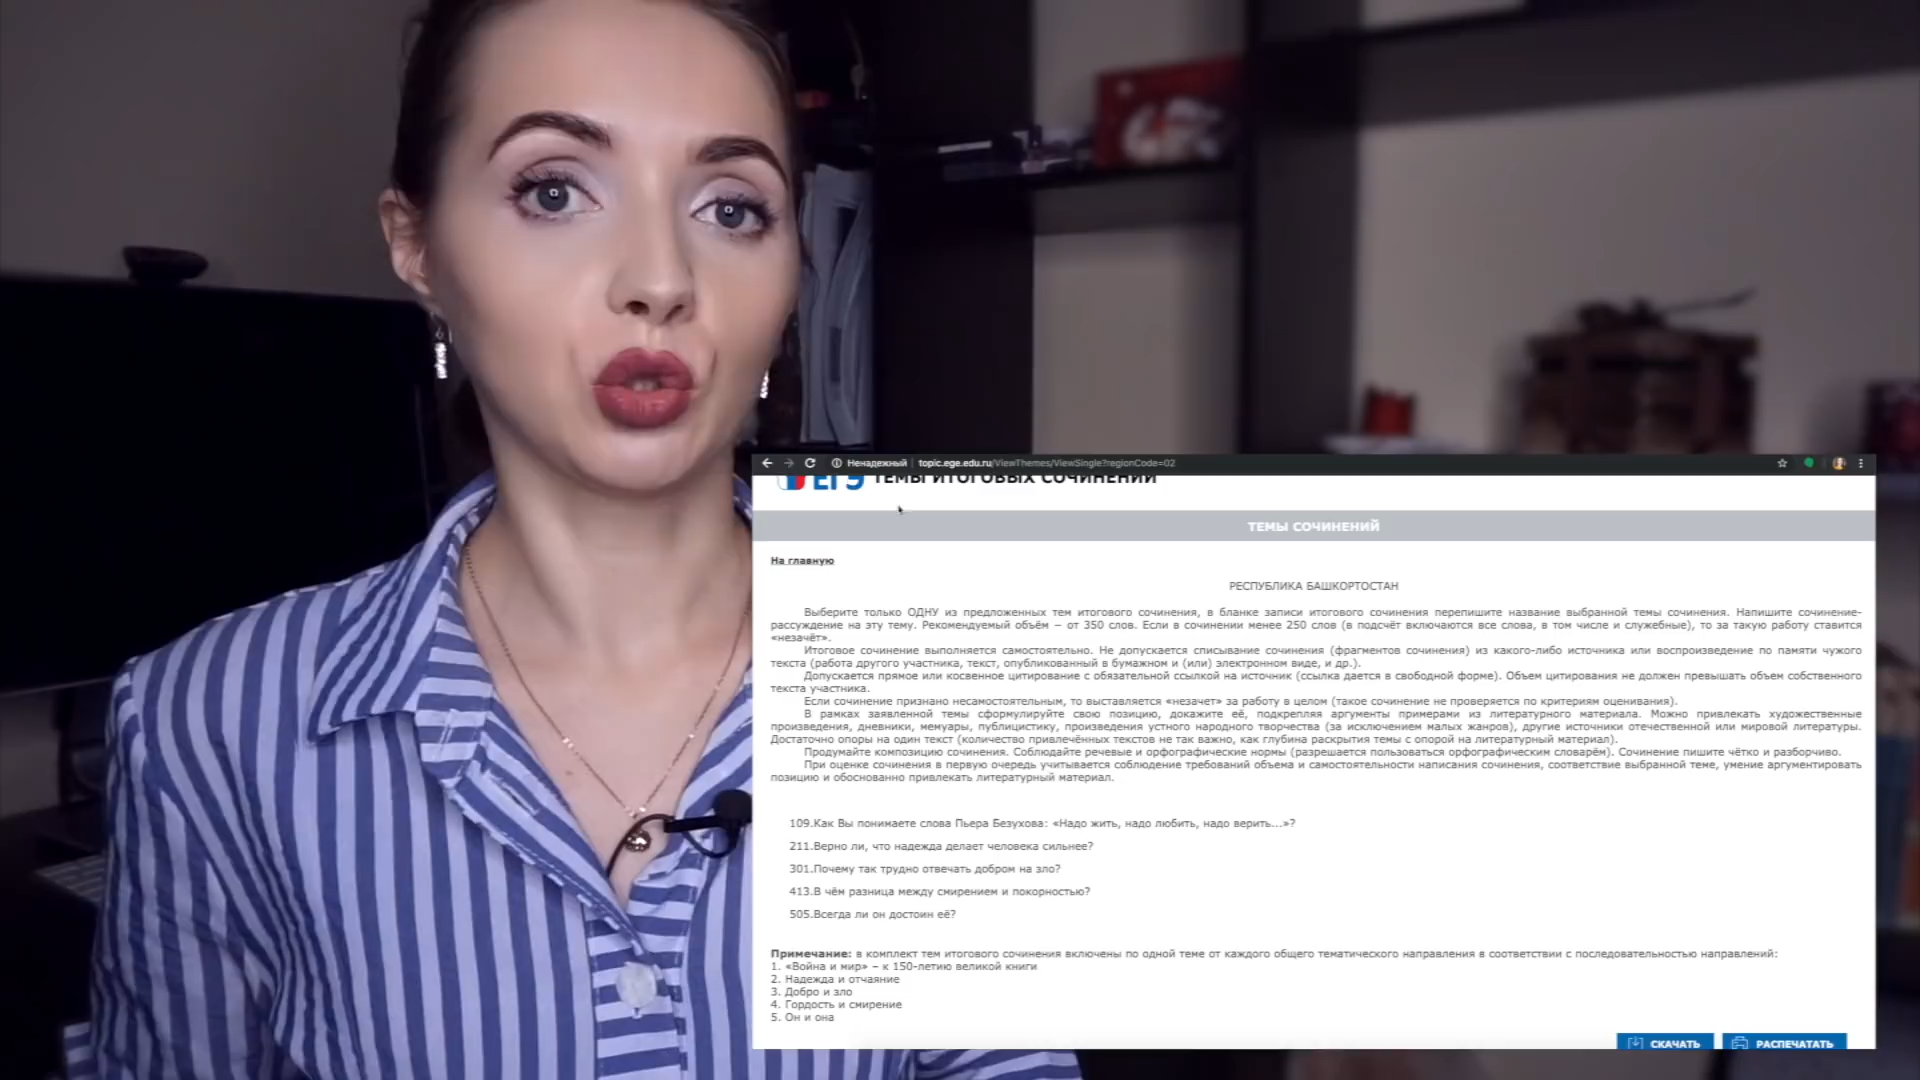 Ненадежный topic.ege.edu.ru/ViewThemes/ViewSingle?regionCode=02
ЕГЭ ТЕМЫ ИТОГОВЫХ СОЧИНЕНИЙ
ТЕМЫ СОЧИНЕНИЙ
На главную
РЕСПУБЛИКА БАШКОРТОСТАН
Выберите только ОДНУ из предложенных тем итогового сочинения, в бланке записи итогового сочинения перепишите название выбранной темы сочинения. Напишите сочинение-
рассуждение на эту тему. Рекомендуемый объём – от 350 слов. Если в сочинении менее 250 слов (в подсчёт включаются все слова, в том числе и служебные), то за такую работу ставится
«незачёт».
Итоговое сочинение выполняется самостоятельно. Не допускается списывание сочинения (фрагментов сочинения) из какого-либо источника или воспроизведение по памяти чужого
текста (работа другого участника, текст, опубликованный в бумажном и (или) электронном виде, и др.).
Допускается прямое или косвенное цитирование с обязательной ссылкой на источник (ссылка дается в свободной форме). Объем цитирования не должен превышать объем собственного
текста участника.
Если сочинение признано несамостоятельным, то выставляется «незачет» за работу в целом (такое сочинение не проверяется по критериям оценивания).
В рамках заявленной темы сформулируйте свою позицию, докажите её, подкрепляя аргументы примерами из литературного материала. Можно привлекать художественные
произведения, дневники, мемуары, публицистику, произведения устного народного творчества (за исключением малых жанров), другие источники отечественной или мировой литературы.
Достаточно опоры на один текст (количество привлечённых текстов не так важно, как глубина раскрытия темы с опорой на литературный материал).
Продумайте композицию сочинения. Соблюдайте речевые и орфографические нормы (разрешается пользоваться орфографическим словарём). Сочинение пишите чётко и разборчиво.
При оценке сочинения в первую очередь учитывается соблюдение требований объема и самостоятельности написания сочинения, соответствие выбранной теме, умение аргументировать
позицию и обоснованно привлекать литературный материал.
109.Как Вы понимаете слова Пьера Безухова: «Надо жить, надо любить, надо верить...»?
211.Верно ли, что надежда делает человека сильнее?
301.Почему так трудно отвечать добром на зло?
413.В чём разница между смирением и покорностью?
505.Всегда ли он достоин её?
Примечание: в комплект тем итогового сочинения включены по одной теме от каждого общего тематического направления в соответствии с последовательностью направлений:
1. «Война и мир» – к 150-летию великой книги
2. Надежда и отчаяние
3. Добро и зло
4. Гордость и смирение
5. Он и она
СКАЧАТЬ РАСПЕЧАТАТЬ